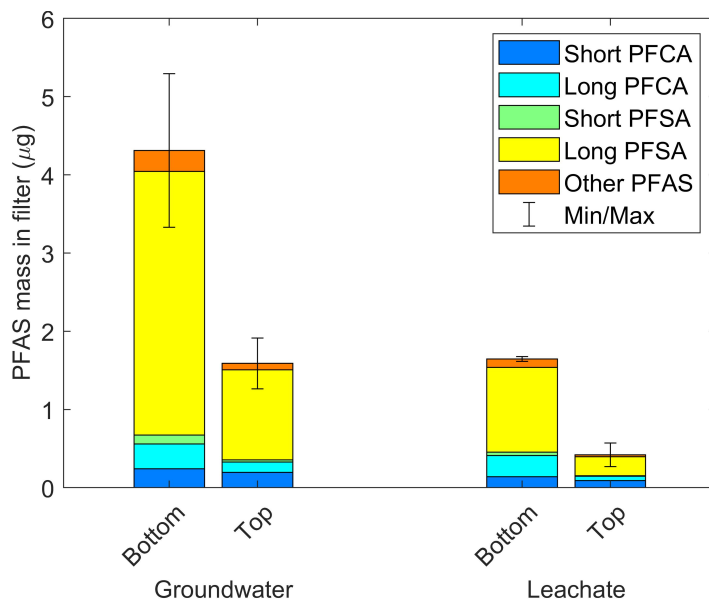 PFAS mass in filter (μg)
6
5
4
3
2
1
0
Short PFCA
Long PFCA
Short PFSA
Long PFSA
Other PFAS
Min/Max
Bottom
Top
Bottom
Top
Groundwater
Leachate